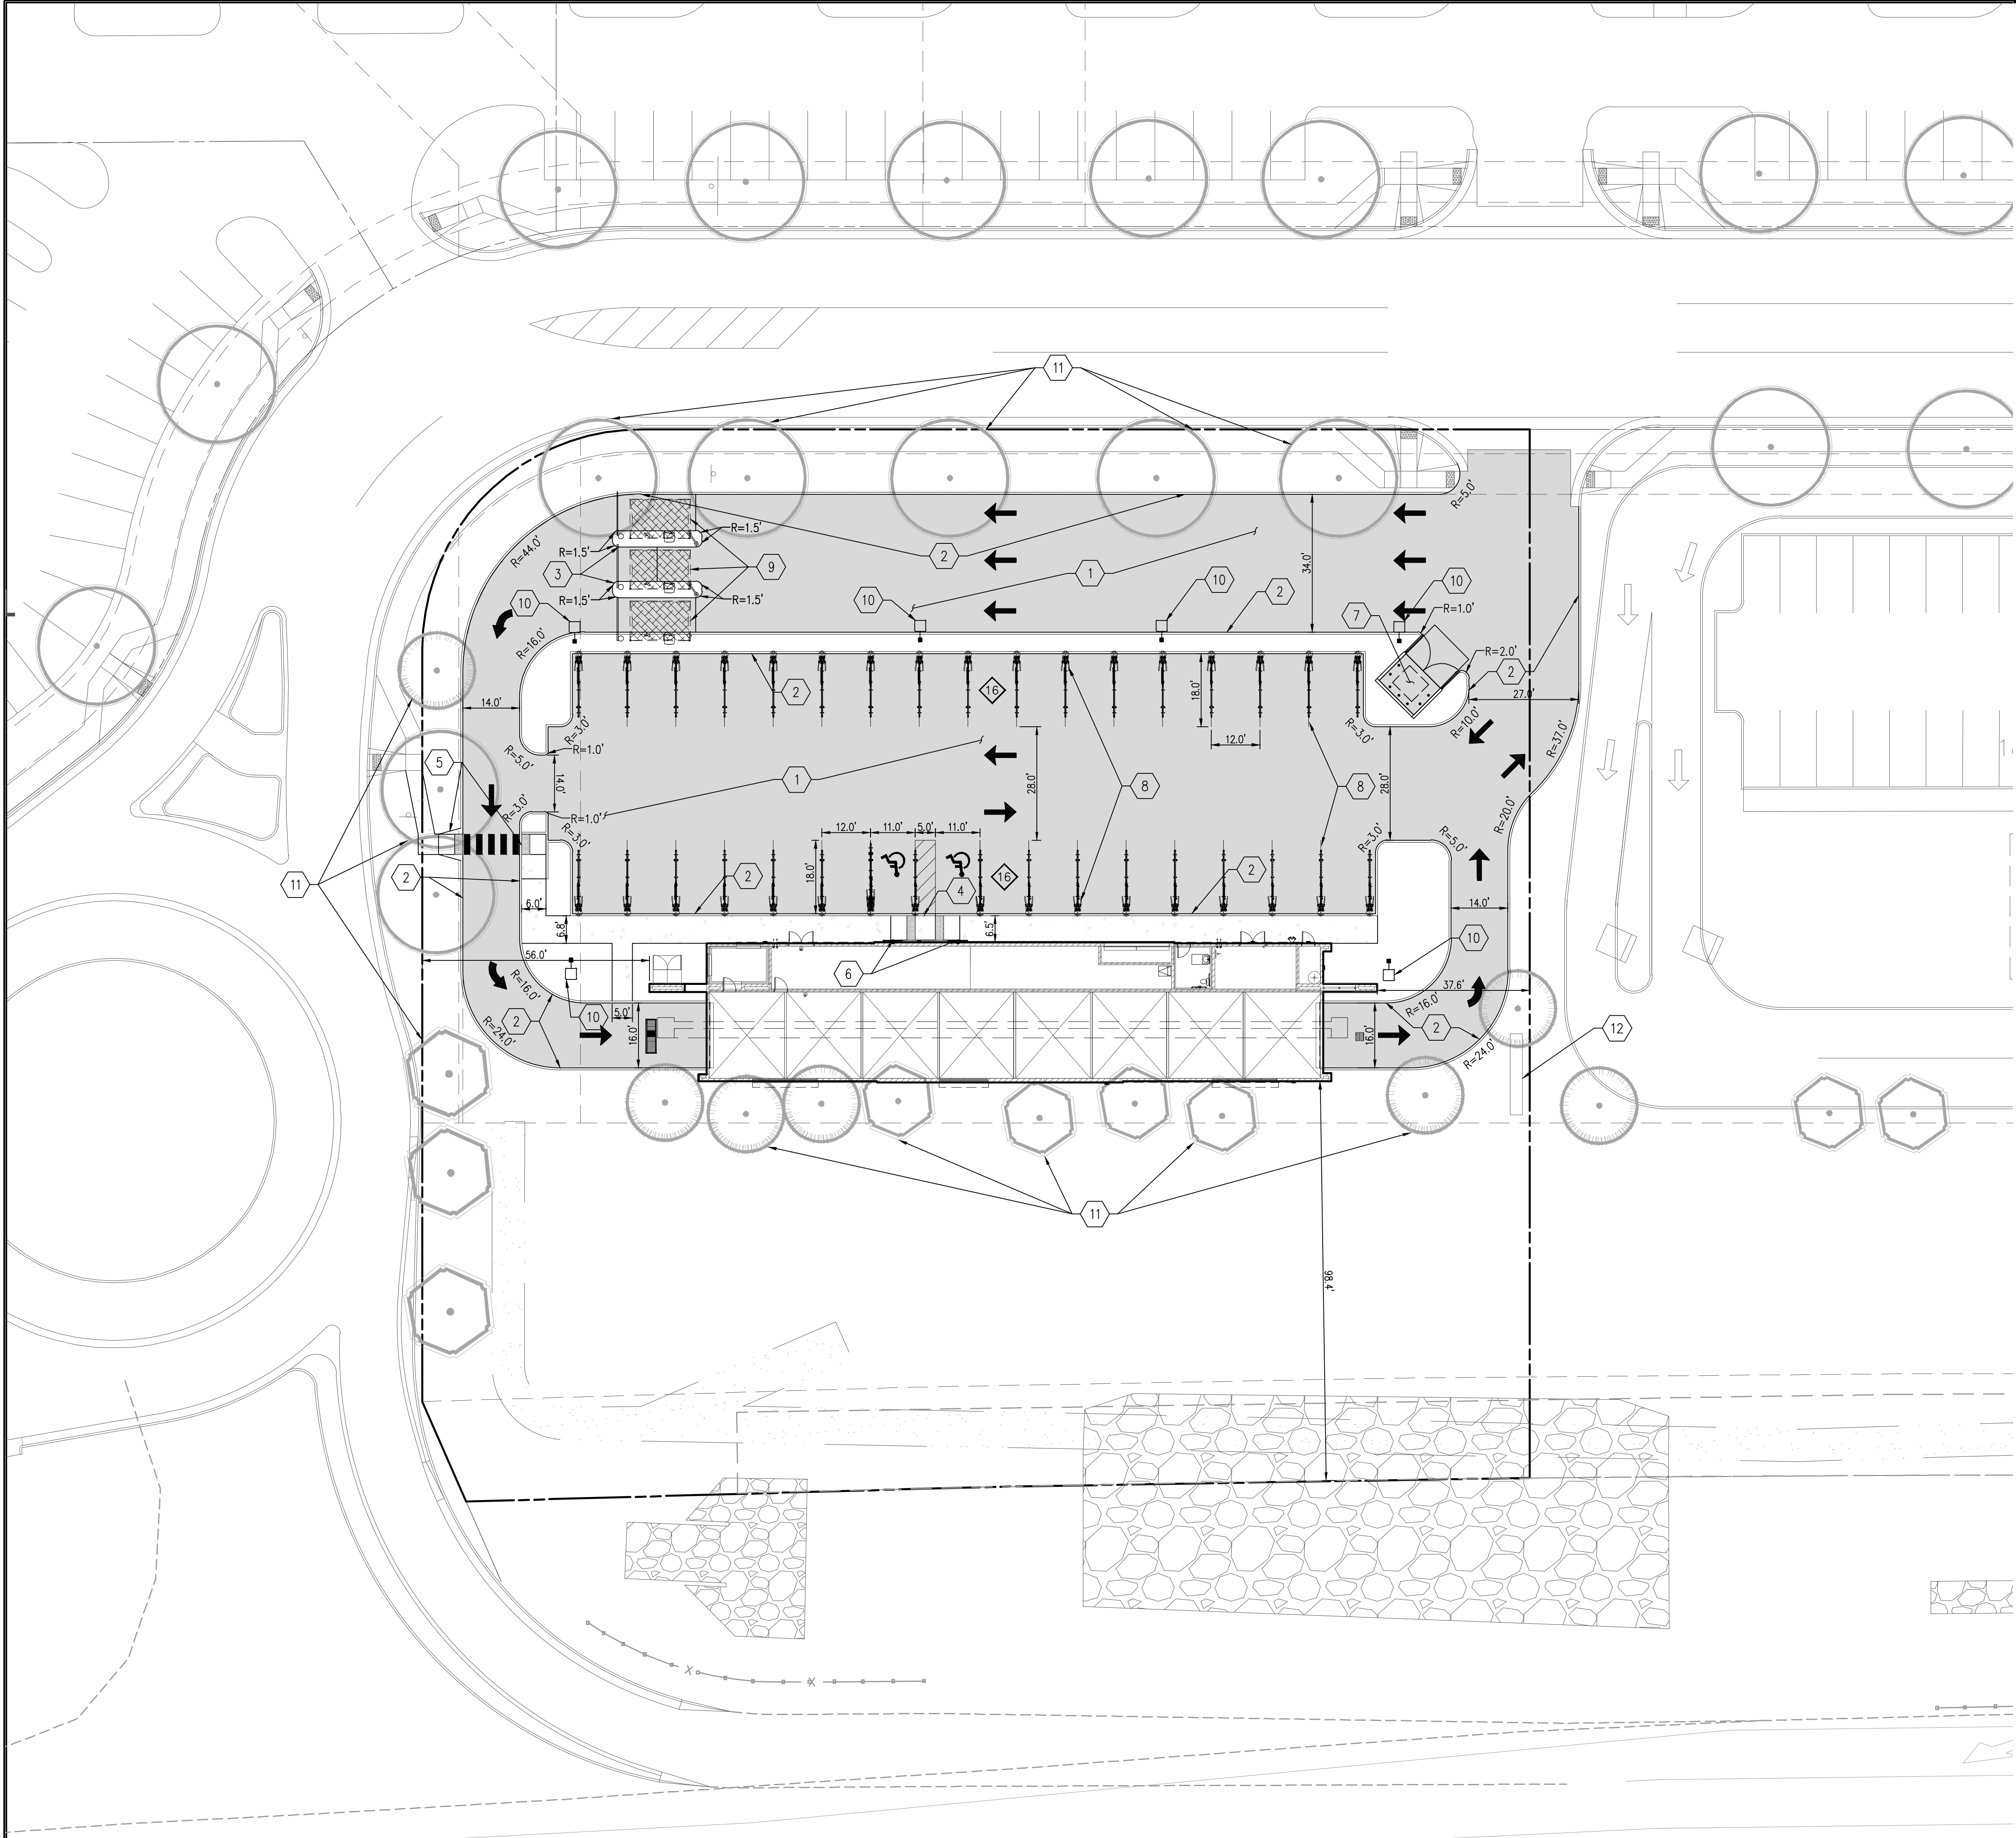 11
R=5.0'
R=44.0'
R=1.5'
R=1.5'
2
9
34.0'
3
1
10
10
R=1.5'
R=1.5'
10
10
2
R=1.0'
7
R=16.0'
R=2.0'
2
16
2
18.0'
27.0'
14.0'
R=3.0'
R=3.0'
R=10.0'
R=37.0'
12.0'
R=1.0'
R=5.0'
5
14.0'
1
28.0'
8
8
28.0'
R=3.0'
R=1.0'
R=20.0'
R=3.0'
12.0'
11.0'
5.0'
11.0'
R=3.0'
R=5.0'
11
2
18.0'
2
16
4
2
6.0'
14.0'
6.8'
6.5'
10
56.0'
6
R=16.0'
37.6'
R=16.0'
5.0'
10
2
R=24.0'
16.0'
16.0'
2
12
R=24.0'
11
98.4'
X
X